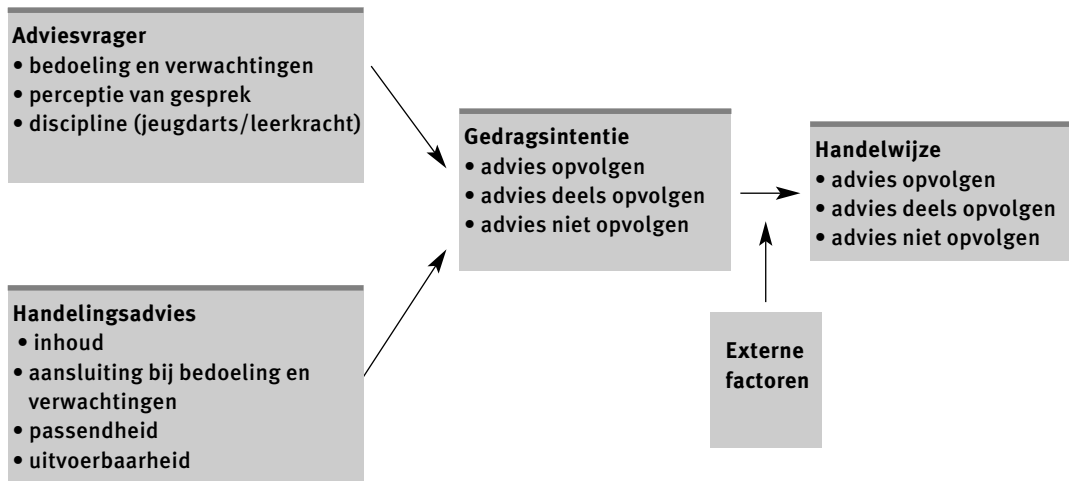 Adviesvrager
• bedoeling en verwachtingen
• perceptie van gesprek
• discipline (jeugdarts/leerkracht)
Handelingsadvies
• inhoud
• aansluiting bij bedoeling en
verwachtingen
• passendheid
• uitvoerbaarheid
Gedragsintentie
• advies opvolgen
• advies deels opvolgen
• advies niet opvolgen
Externe
factoren
Handelwijze
• advies opvolgen
• advies deels opvolgen
• advies niet opvolgen